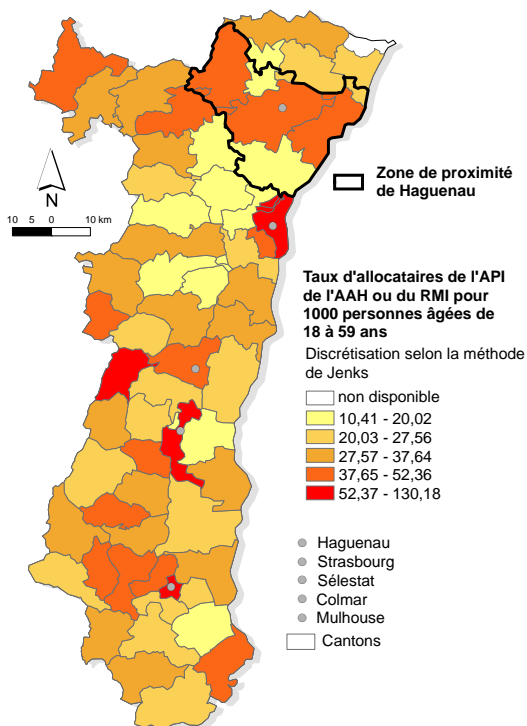 Zone de proximité
de Haguenau
N
10 5 0 10 km
Taux d'allocataires de l'API
de l'AAH ou du RMI pour
1000 personnes âgées de
18 à 59 ans
Discrétisation selon la méthode
de Jenks
non disponible
10,41 - 20,02
20,03 - 27,56
27,57 - 37,64
37,65 - 52,36
52,37 - 130,18
Haguenau
Strasbourg
Sélestat
Colmar
Mulhouse
Cantons